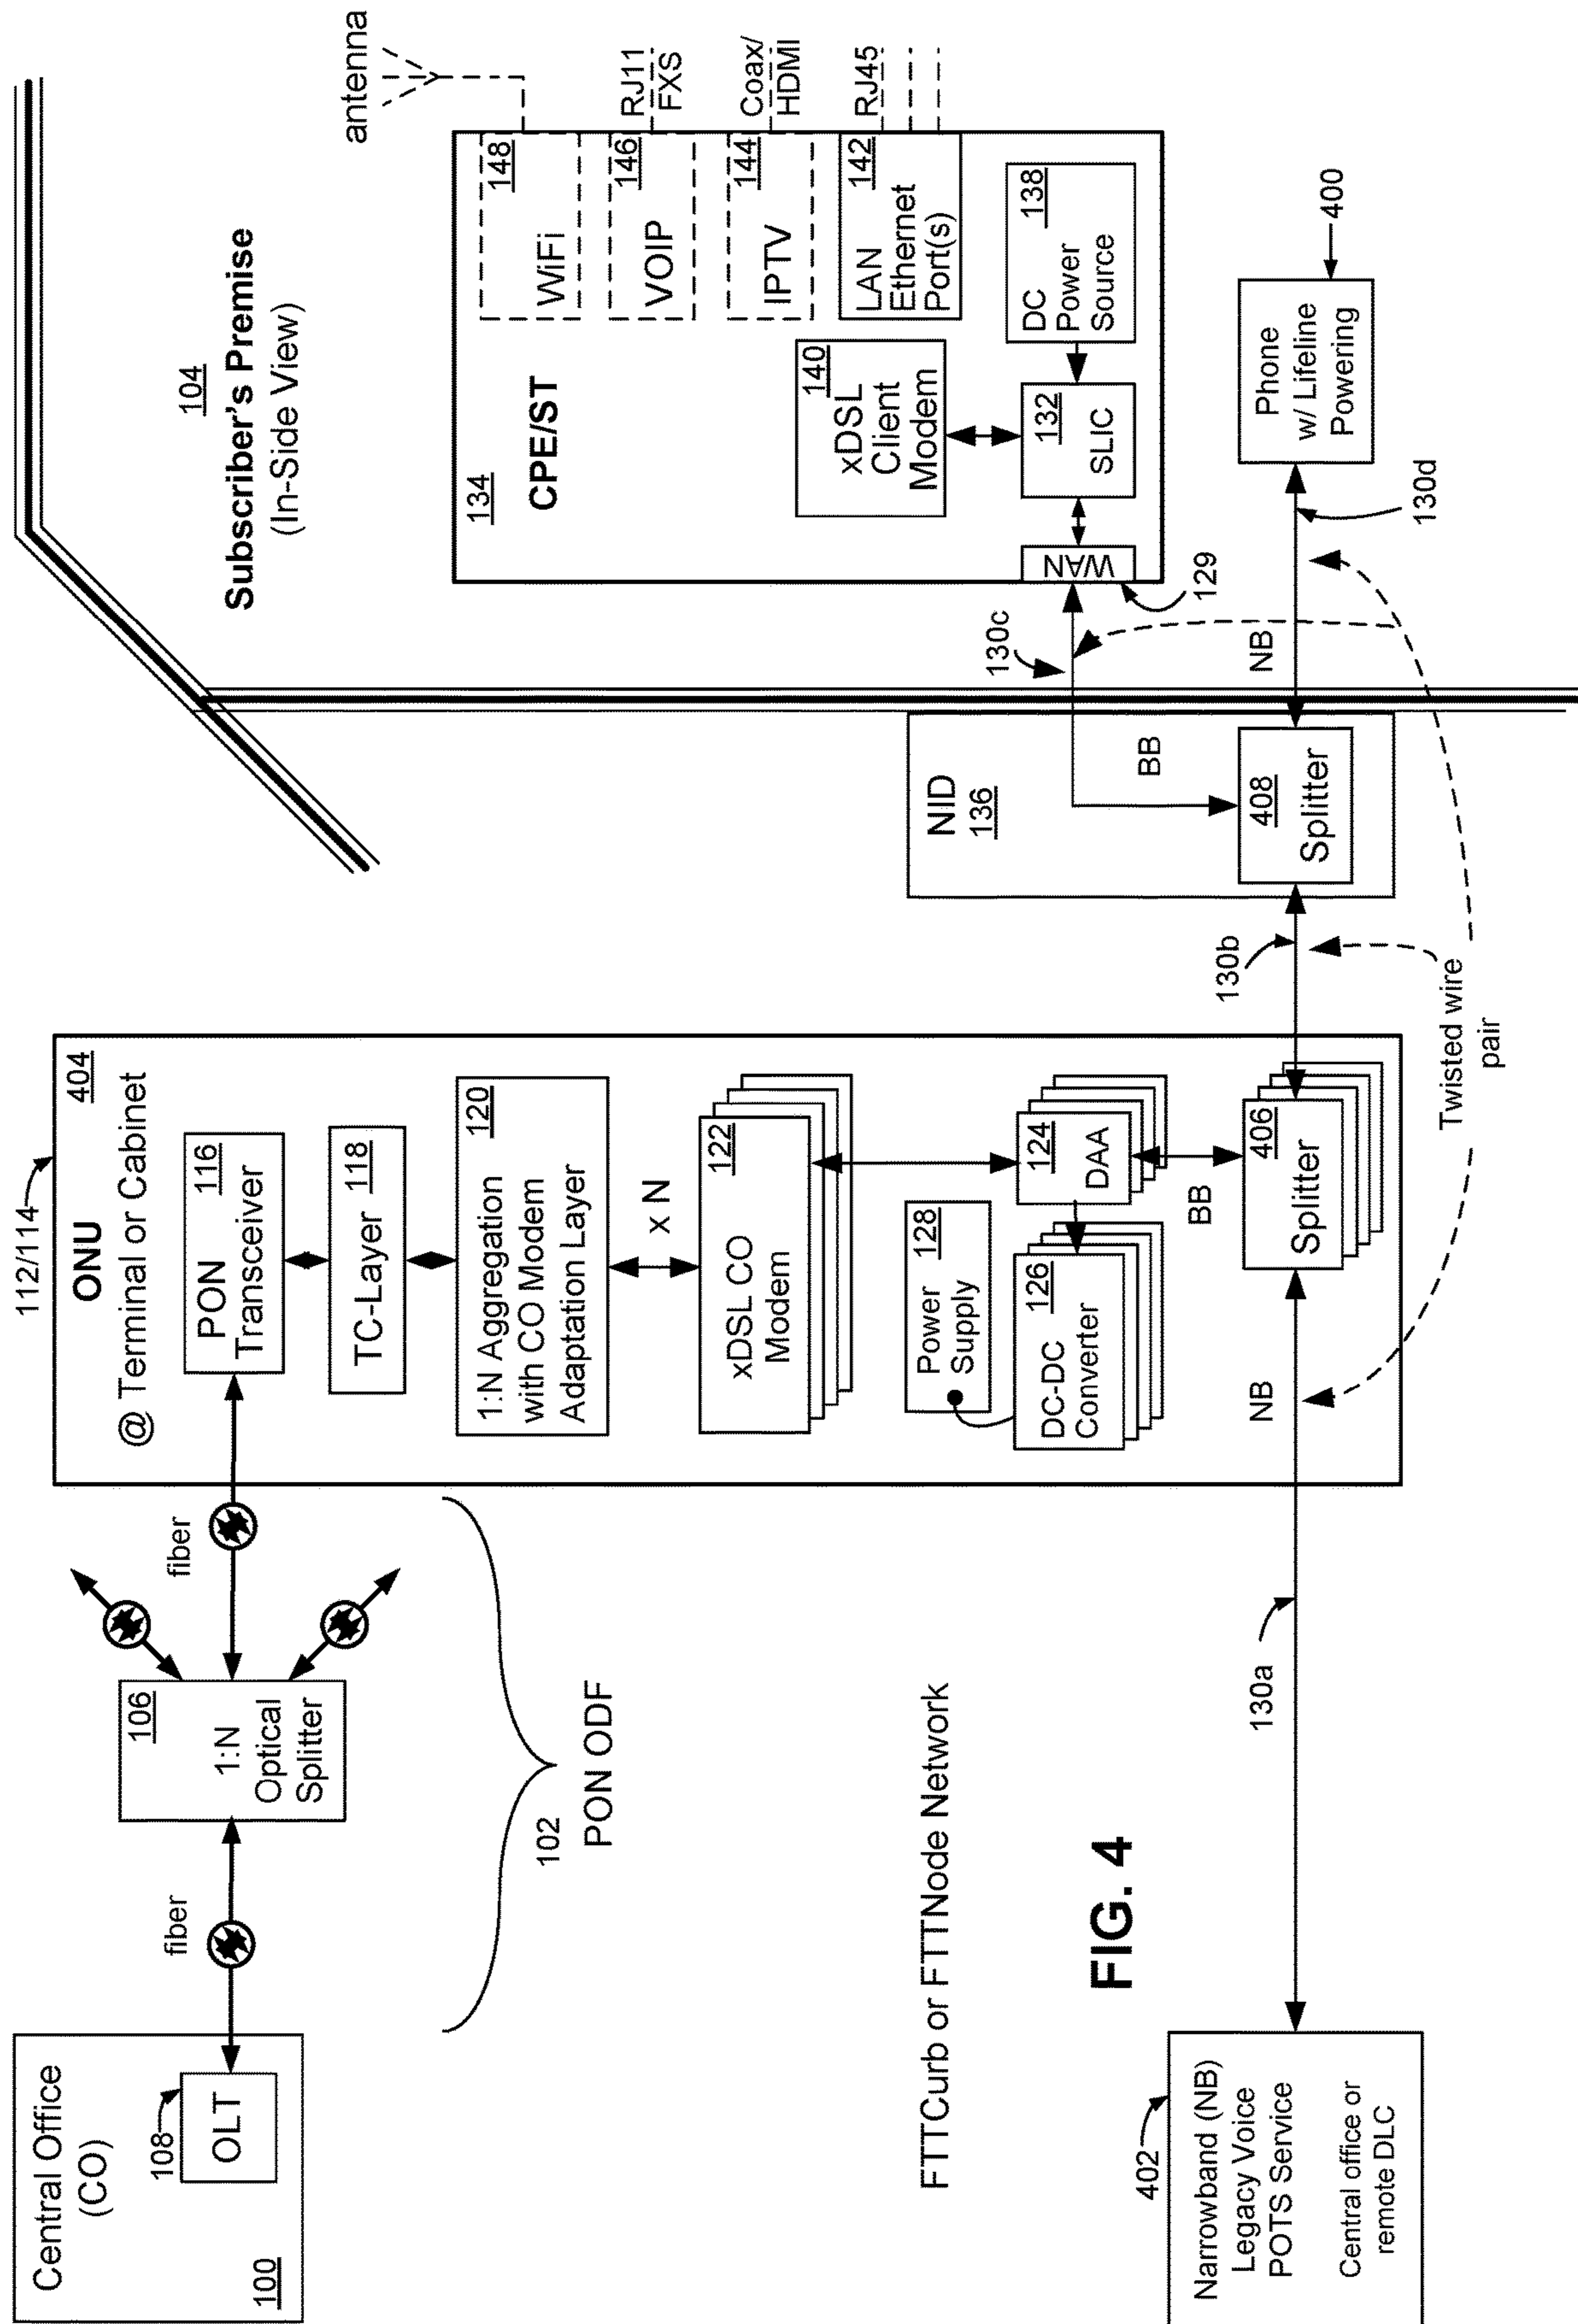 Central Office
(CO)
100
108
OLT
fiber
106
1:N
Optical
Splitter
fiber
102
PON ODF
112/114
ONU
404
@ Terminal or Cabinet
PON
116
Transceiver
TC-Layer
118
120
1:N Aggregation
with CO Modem
Adaptation Layer
x N
122
xDSL CO
Modem
Power
128
Supply
124
DAA
126
DC-DC
Converter
BB
406
Splitter
NB
130a
130b
Twisted wire
pair
402
Narrowband (NB)
Legacy Voice
POTS Service
Central office or
remote DLC
FTTCurb or FTTNode Network
FIG. 4
NID
136
BB
408
Splitter
NB
130c
130d
129
104
Subscriber's Premise
(In-Side View)
134
CPE/ST
WAN
140
xDSL
Client
Modem
132
SLIC
138
DC
Power
Source
148
WiFi
antenna
146
VOIP
RJ11
FXS
144
IPTV
Coax/
HDMI
142
LAN
Ethernet
Port(s)
RJ45
Phone
w/ Lifeline
Powering
400